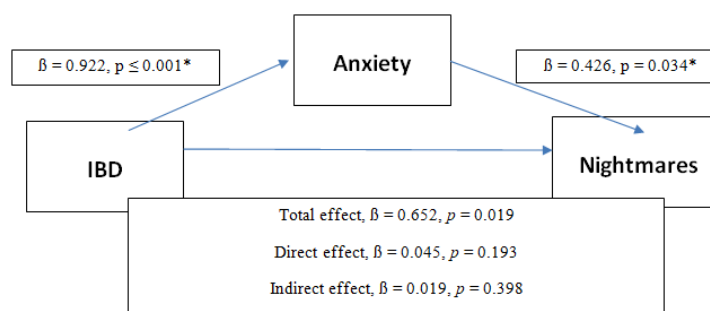 Anxiety
ß = 0.922, p ≤ 0.001*
ß = 0.426, p = 0.034*
IBD
Nightmares
Total effect, ß = 0.652, p = 0.019
Direct effect, ß = 0.045, p = 0.193
Indirect effect, ß = 0.019, p = 0.398